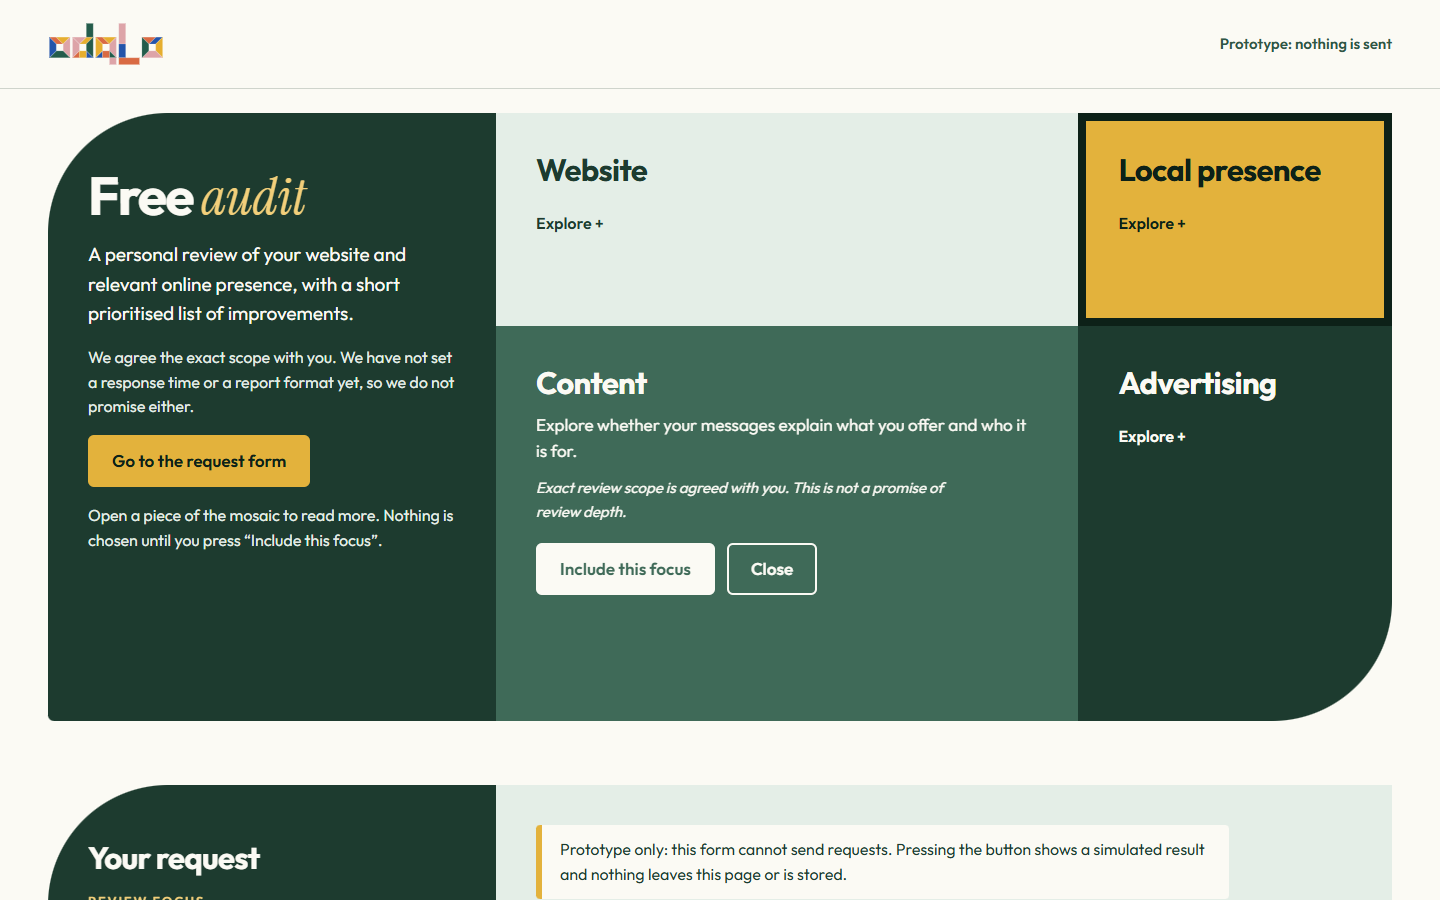 odqLo
Prototype: nothing is sent
Free audit
A personal review of your website and
relevant online presence, with a short
prioritised list of improvements.
We agree the exact scope with you. We have not set
a response time or a report format yet, so we do not
promise either.
Go to the request form
Open a piece of the mosaic to read more. Nothing is
chosen until you press “Include this focus”.
Website
Explore +
Local presence
Explore +
Content
Explore whether your messages explain what you offer and who it
is for.
Exact review scope is agreed with you. This is not a promise of
review depth.
Include this focus
Close
Advertising
Explore +
Your request
REVIEW FOCUS
Prototype only: this form cannot send requests. Pressing the button shows a simulated result
and nothing leaves this page or is stored.